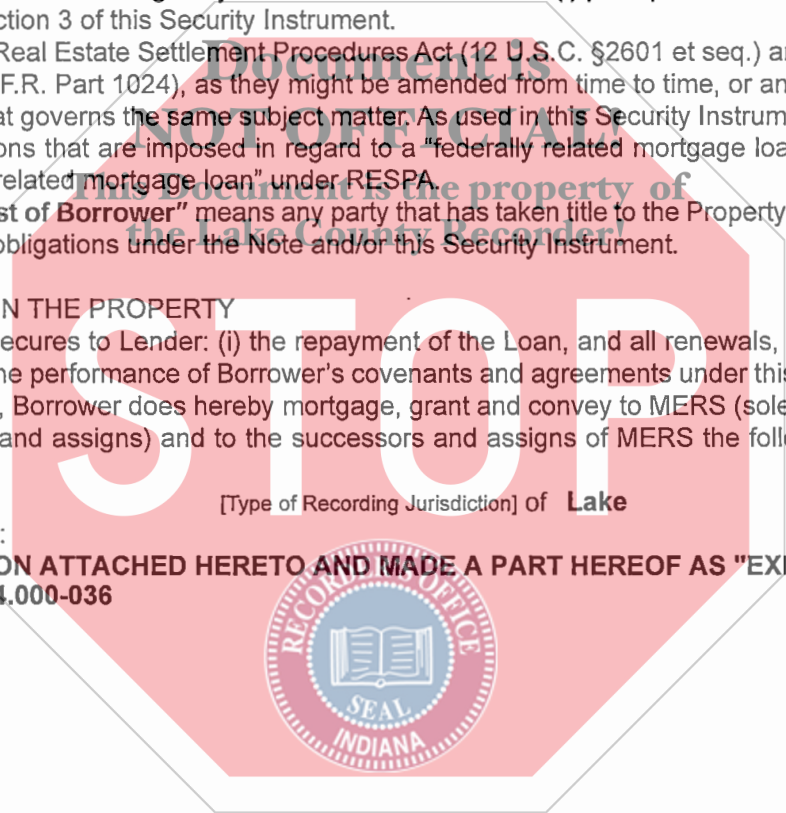 ction 3 of this Security Instrument.
Real Estate Settlement Procedures Act (12 U.S.C. §2601 et seq.) a
F.R. Part 1024), as they might be amended from time to time, or an
at governs the same subject matter. As used in this Security Instrum
ons that are imposed in regard to a "federally related mortgage loa
related mortgage loan" under RESPA.
st of Borrower" means any party that has taken title to the Property
obligations under the Note and/or this Security Instrument.
Document is
NOT OFFICIAL!
This Document is the property of
the Lake County Recorder!
N THE PROPERTY
ecures to Lender: (i) the repayment of the Loan, and all renewals,
he performance of Borrower's covenants and agreements under this
, Borrower does hereby mortgage, grant and convey to MERS (sole
and assigns) and to the successors and assigns of MERS the foll
STOP
[Type of Recording Jurisdiction] of Lake
:
ON ATTACHED HERETO AND MADE A PART HEREOF AS "EXI
4.000-036
RECORDER'S OFFICE
SEAL
INDIANA